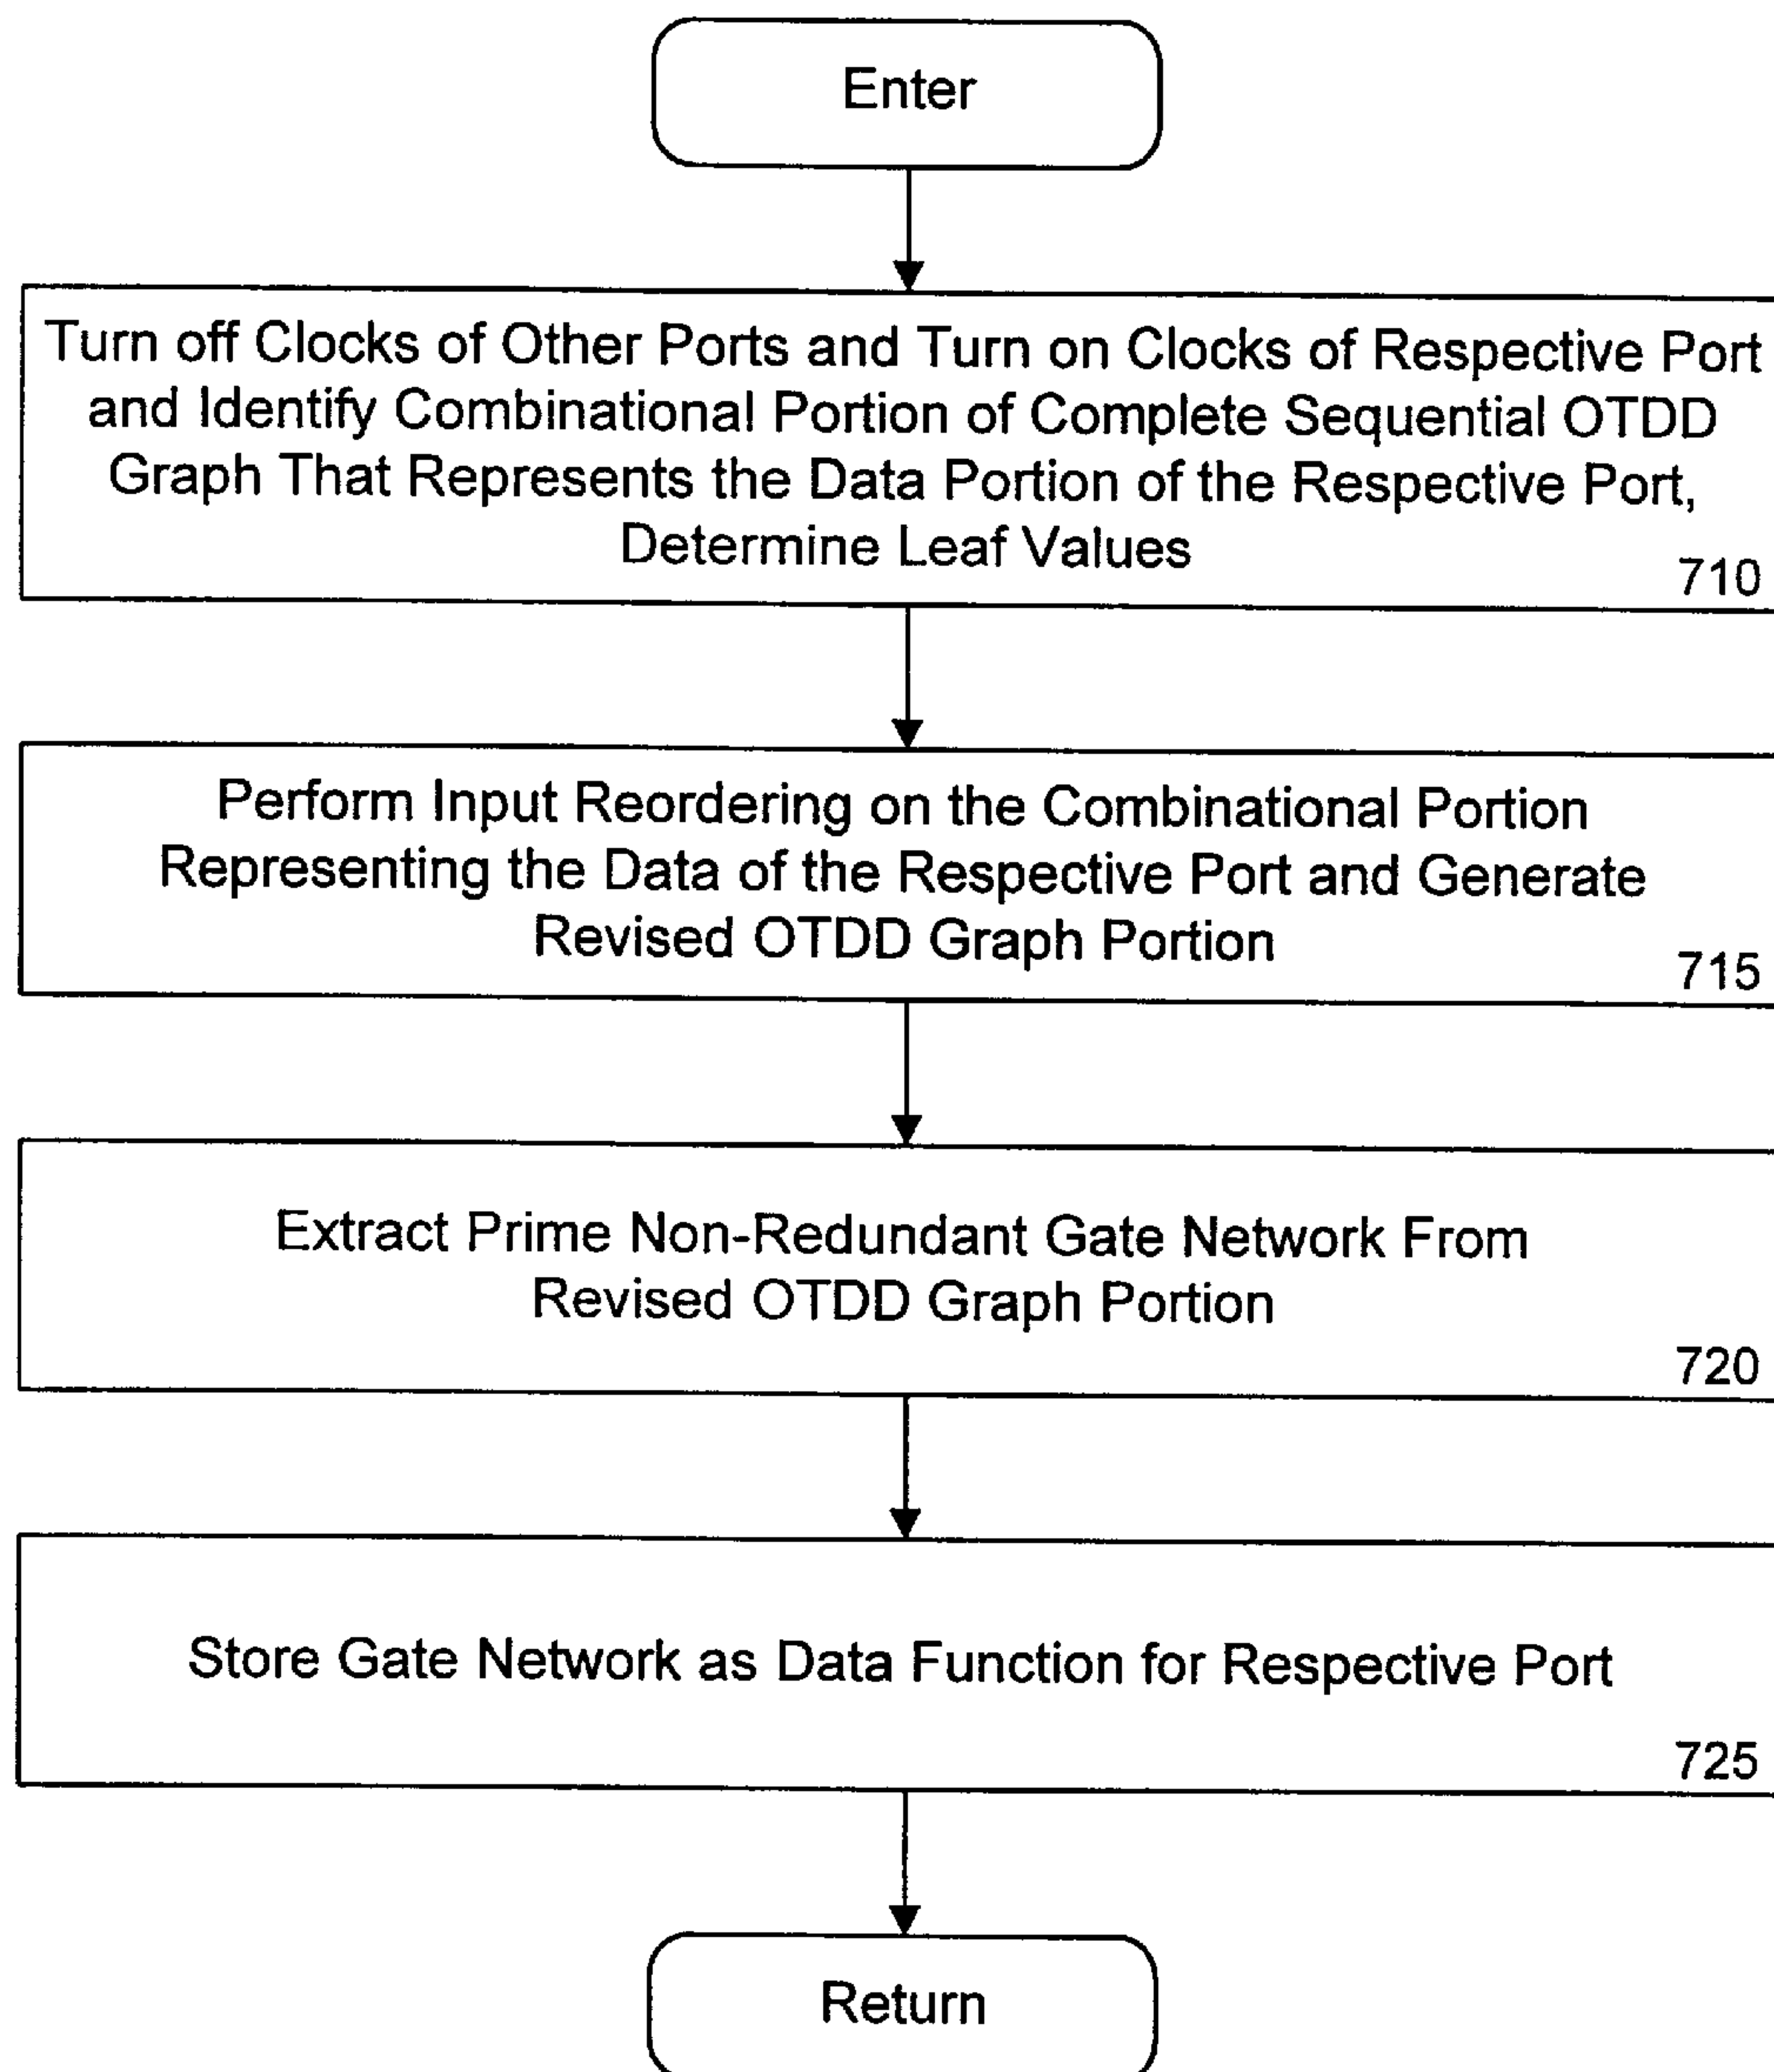 Enter
Turn off Clocks of Other Ports and Turn on Clocks of Respective Port
and Identify Combinational Portion of Complete Sequential OTDD
Graph That Represents the Data Portion of the Respective Port,
Determine Leaf Values
710
Perform Input Reordering on the Combinational Portion
Representing the Data of the Respective Port and Generate
Revised OTDD Graph Portion
715
Extract Prime Non-Redundant Gate Network From
Revised OTDD Graph Portion
720
Store Gate Network as Data Function for Respective Port
725
Return